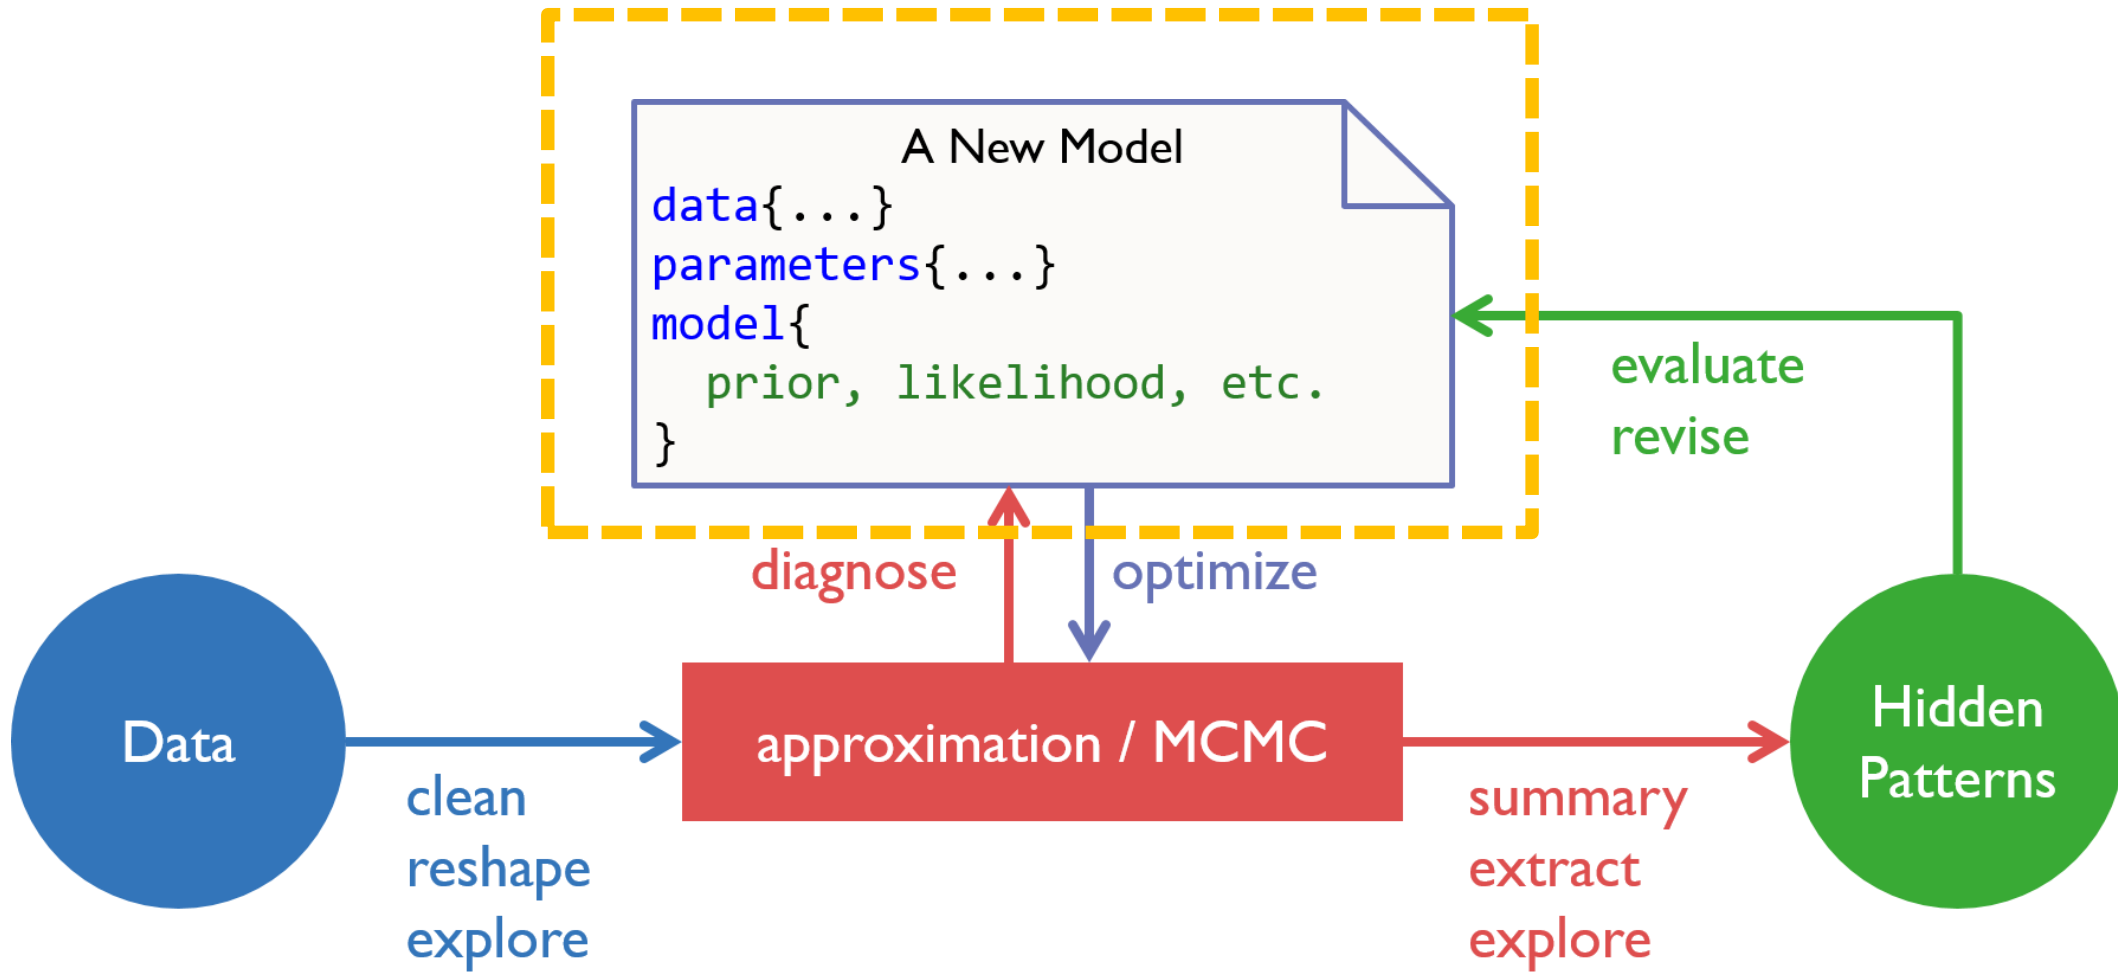 A New Model
data{...}
parameters{...}
model{
prior, likelihood, etc.
}
evaluate
revise
diagnose
optimize
Data
clean
reshape
explore
approximation / MCMC
summary
extract
explore
Hidden
Patterns